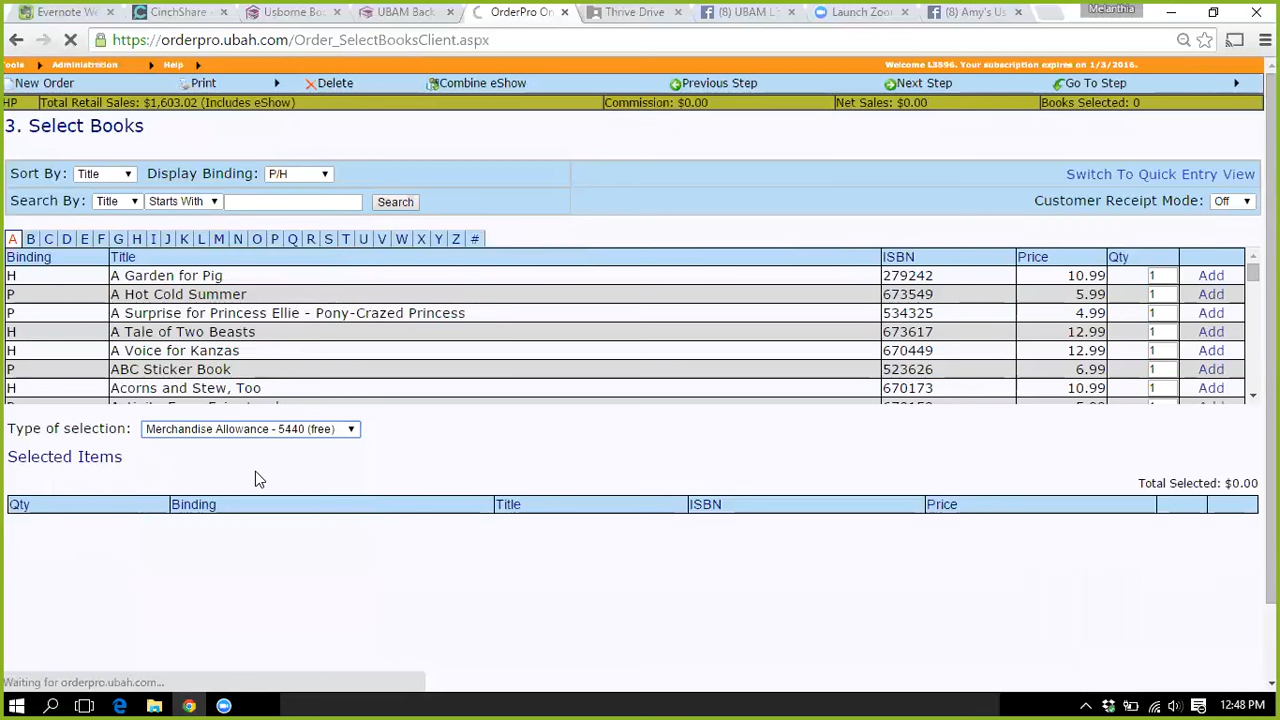 Evernote We
CinchShare -
Usborne Bo
UBAM Back
OrderPro On
Thrive Drive
(8) UBAM L
Launch Zoo
(8) Amy's Us
Melanthia
https://orderpro.ubah.com/Order_SelectBooksClient.aspx
Tools Administration Help Welcome L3596. Your subscription expires on 1/3/2016.
New Order Print Delete Combine eShow Previous Step Next Step Go To Step
HP Total Retail Sales: $1,603.02 (Includes eShow) Commission: $0.00 Net Sales: $0.00 Books Selected: 0
3. Select Books
Sort By: Title Display Binding: P/H Switch To Quick Entry View
Search By: Title Starts With Search Customer Receipt Mode: Off
A B C D E F G H I J K L M N O P Q R S T U V W X Y Z #
Binding Title ISBN Price Qty
H A Garden for Pig 279242 10.99 1 Add
P A Hot Cold Summer 673549 5.99 1 Add
P A Surprise for Princess Ellie - Pony-Crazed Princess 534325 4.99 1 Add
H A Tale of Two Beasts 673617 12.99 1 Add
H A Voice for Kanzas 670449 12.99 1 Add
P ABC Sticker Book 523626 6.99 1 Add
H Acorns and Stew, Too 670173 10.99 1 Add
Type of selection: Merchandise Allowance - 5440 (free)
Selected Items
Total Selected: $0.00
Qty Binding Title ISBN Price
Waiting for orderpro.ubah.com...
12:48 PM